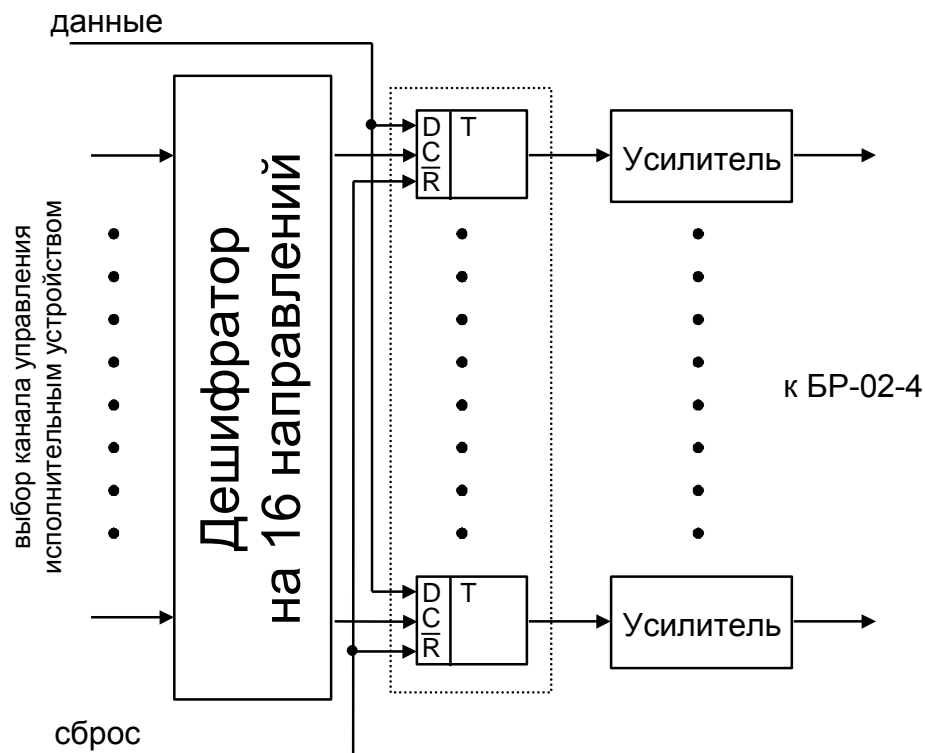 данные
выбор канала управления
исполнительным устройством
Дешифратор
на 16 направлений
D T
C
R̅
Усилитель
к БР-02-4
D T
C
R̅
Усилитель
сброс